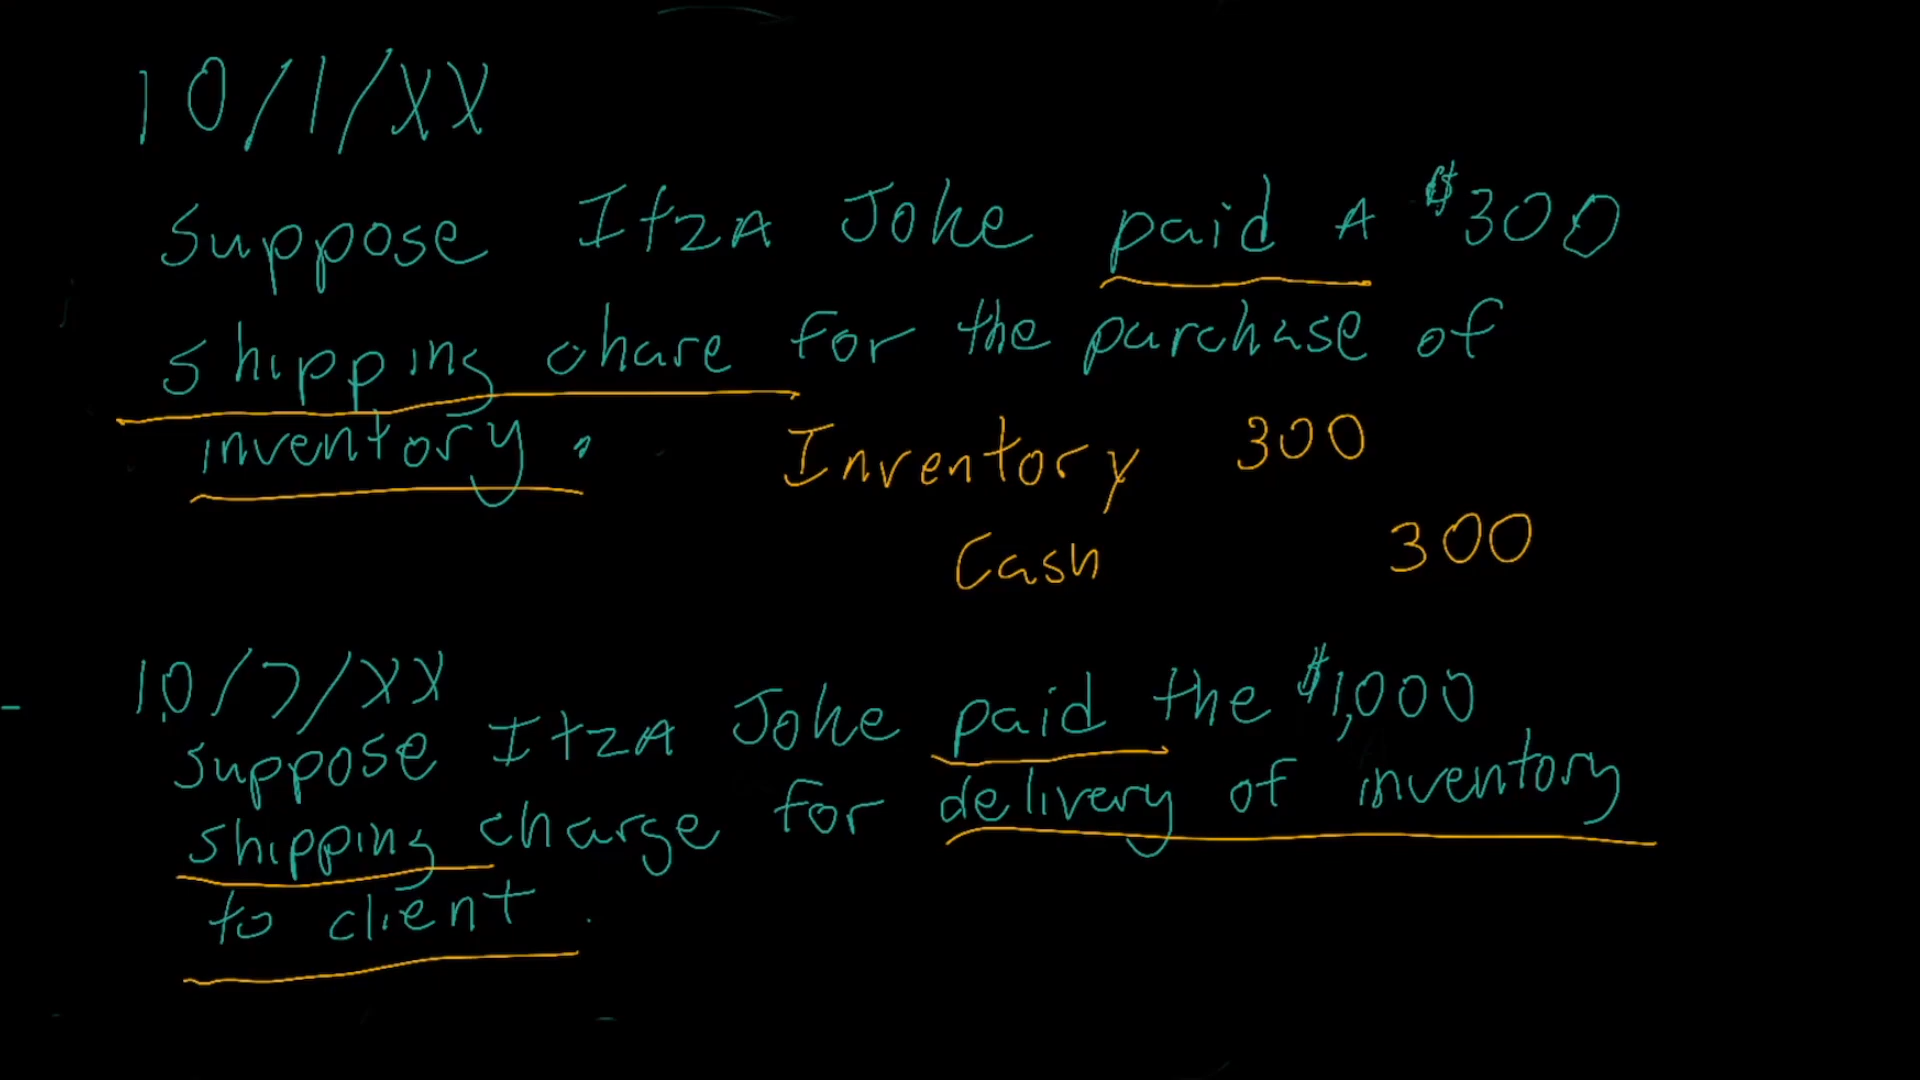 10/1/XX
Suppose ItzA Joke paid A $300
shipping chare for the purchase of
inventory.
Inventory 300
Cash 300
10/7/XX
Suppose ItzA Joke paid the $1,000
shipping charge for delivery of inventory
to client.